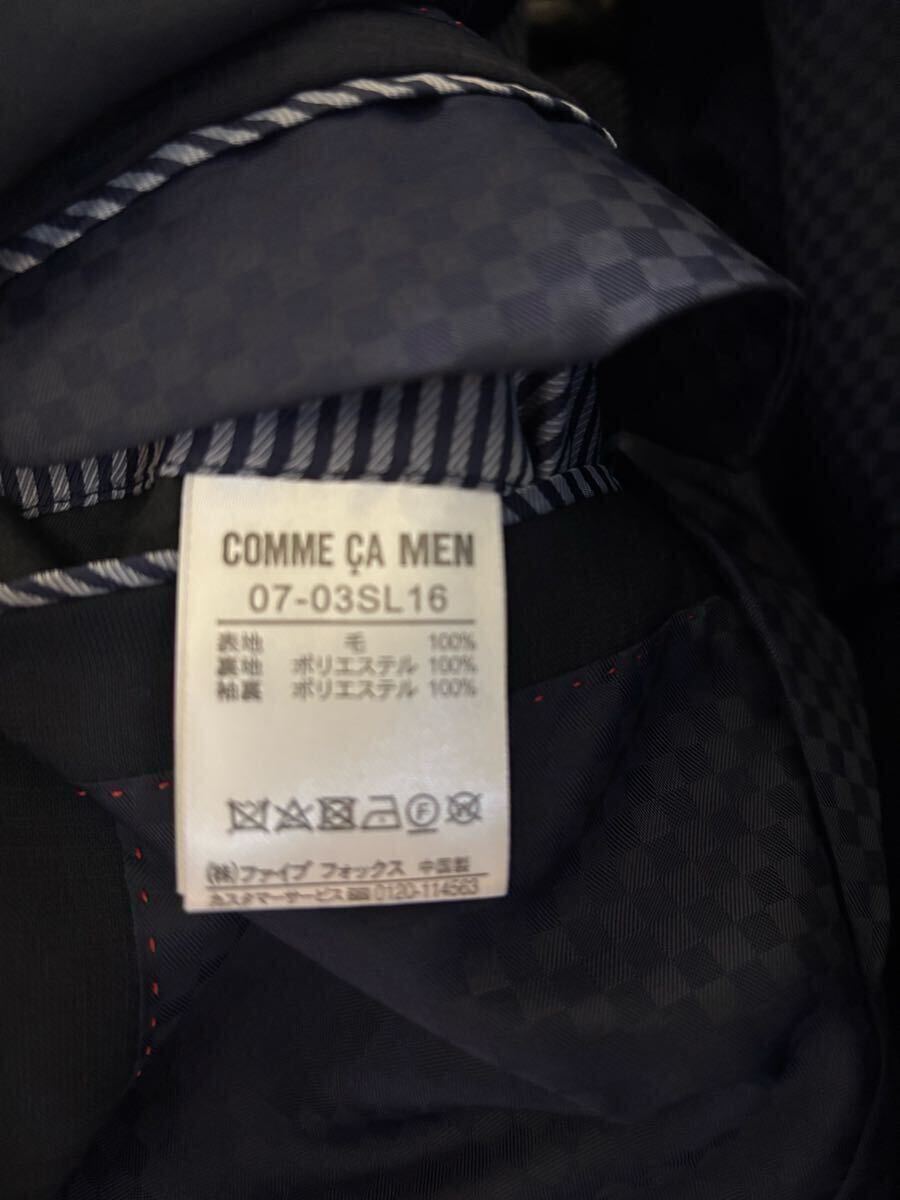 COMME ÇA MEN
07-03SL16
表地 毛 100%
裏地 ポリエステル 100%
袖裏 ポリエステル 100%
F
(株)ファイブ フォックス 中国製
カスタマーサービス 0120-114563